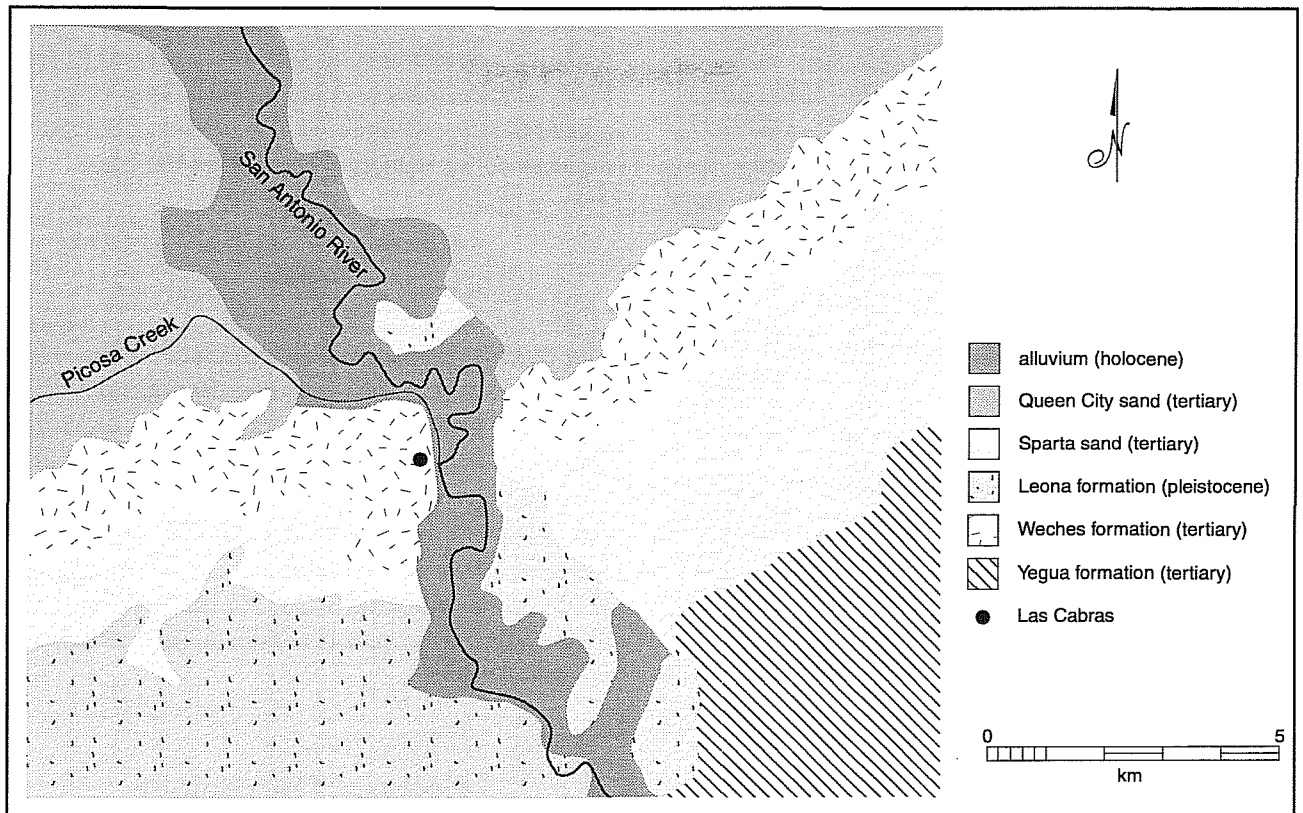 San Antonio River
Picosa Creek
N
alluvium (holocene)
Queen City sand (tertiary)
Sparta sand (tertiary)
Leona formation (pleistocene)
Weches formation (tertiary)
Yegua formation (tertiary)
Las Cabras
0 5
km